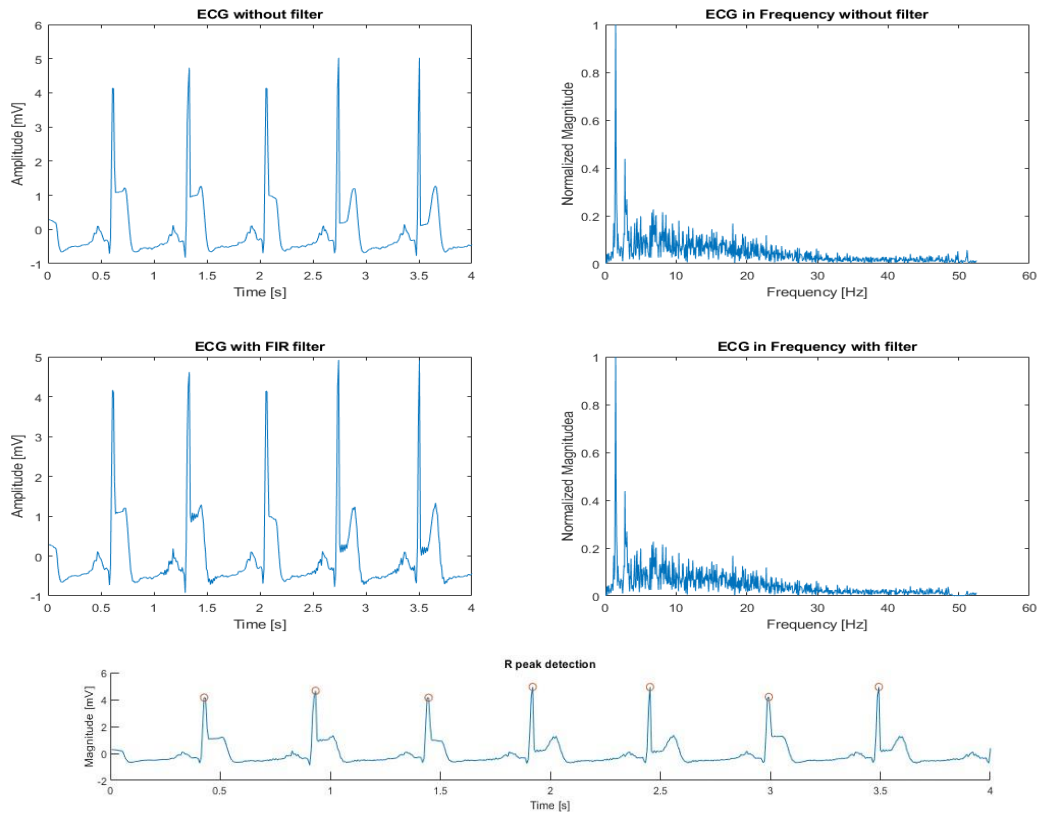 ECG without filter
6
5
4
3
2
1
0
-1
Amplitude [mV]
0 0.5 1 1.5 2 2.5 3 3.5 4
Time [s]
ECG in Frequency without filter
1
0.8
0.6
0.4
0.2
0
Normalized Magnitude
0 10 20 30 40 50 60
Frequency [Hz]
ECG with FIR filter
5
4
3
2
1
0
-1
Amplitude [mV]
0 0.5 1 1.5 2 2.5 3 3.5 4
Time [s]
ECG in Frequency with filter
1
0.8
0.6
0.4
0.2
0
Normalized Magnitudea
0 10 20 30 40 50 60
Frequency [Hz]
R peak detection
6
4
2
0
-2
Magnitude [mV]
0 0.5 1 1.5 2 2.5 3 3.5 4
Time [s]